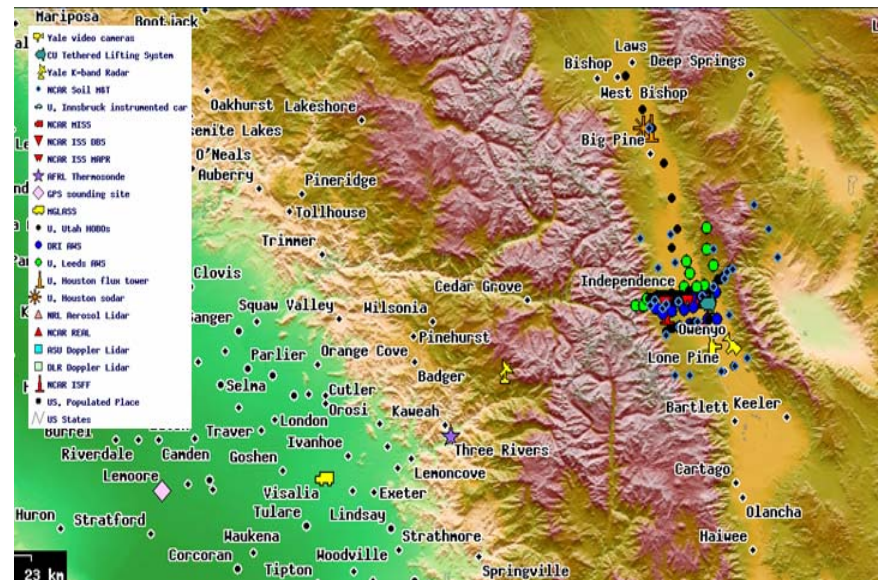 Mariposa
Bootjack
Yale video cameras
CU Tethered Lifting System
Yale K-band Radar
NCAR Soil M&T
U. Innsbruck instrumented car
NCAR MISS
NCAR ISS DBS
NCAR ISS MAPR
AFRL Thermosonde
GPS sounding site
MGLASS
U. Utah HOBOs
DRI AWS
U. Leeds AWS
U. Houston flux tower
U. Houston sodar
NRL Aerosol Lidar
NCAR REAL
ASU Doppler Lidar
DLR Doppler Lidar
NCAR ISFF
US. Populated Place
US States
Laws
Bishop
Deep Springs
West Bishop
Oakhurst
Lakeshore
semite Lakes
Big Pine
O'Neals
Auberry
Pineridge
Tollhouse
Trimmer
Clovis
Cedar Grove
Independence
Squaw Valley
Wilsonia
anger
Owenyo
Pinehurst
Parlier
Orange Cove
Lone Pine
Selma
Cutler
Badger
Orosi
Kaweah
Bartlett
Keeler
Traver
London
Ivanhoe
Burrel
Riverdale
Camden
Goshen
Three Rivers
Lemoore
Lemoncove
Cartago
Visalia
Exeter
Huron
Stratford
Tulare
Lindsay
Olancha
Waukena
Strathmore
Haiwee
Corcoran
Woodville
Tipton
Springville
23 km